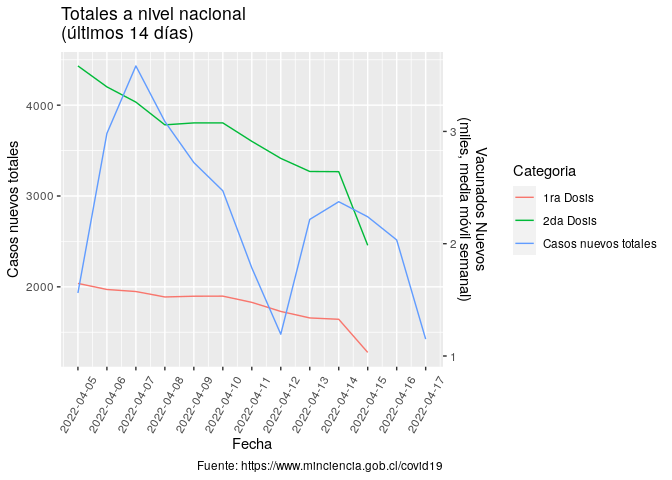 Totales a nivel nacional
(últimos 14 días)
Casos nuevos totales
4000
3000
2000
3
2
1
Vacunados Nuevos
(miles, media móvil semanal)
2022-04-05
2022-04-06
2022-04-07
2022-04-08
2022-04-09
2022-04-10
2022-04-11
2022-04-12
2022-04-13
2022-04-14
2022-04-15
2022-04-16
2022-04-17
Fecha
Categoria
1ra Dosis
2da Dosis
Casos nuevos totales
Fuente: https://www.minciencia.gob.cl/covid19